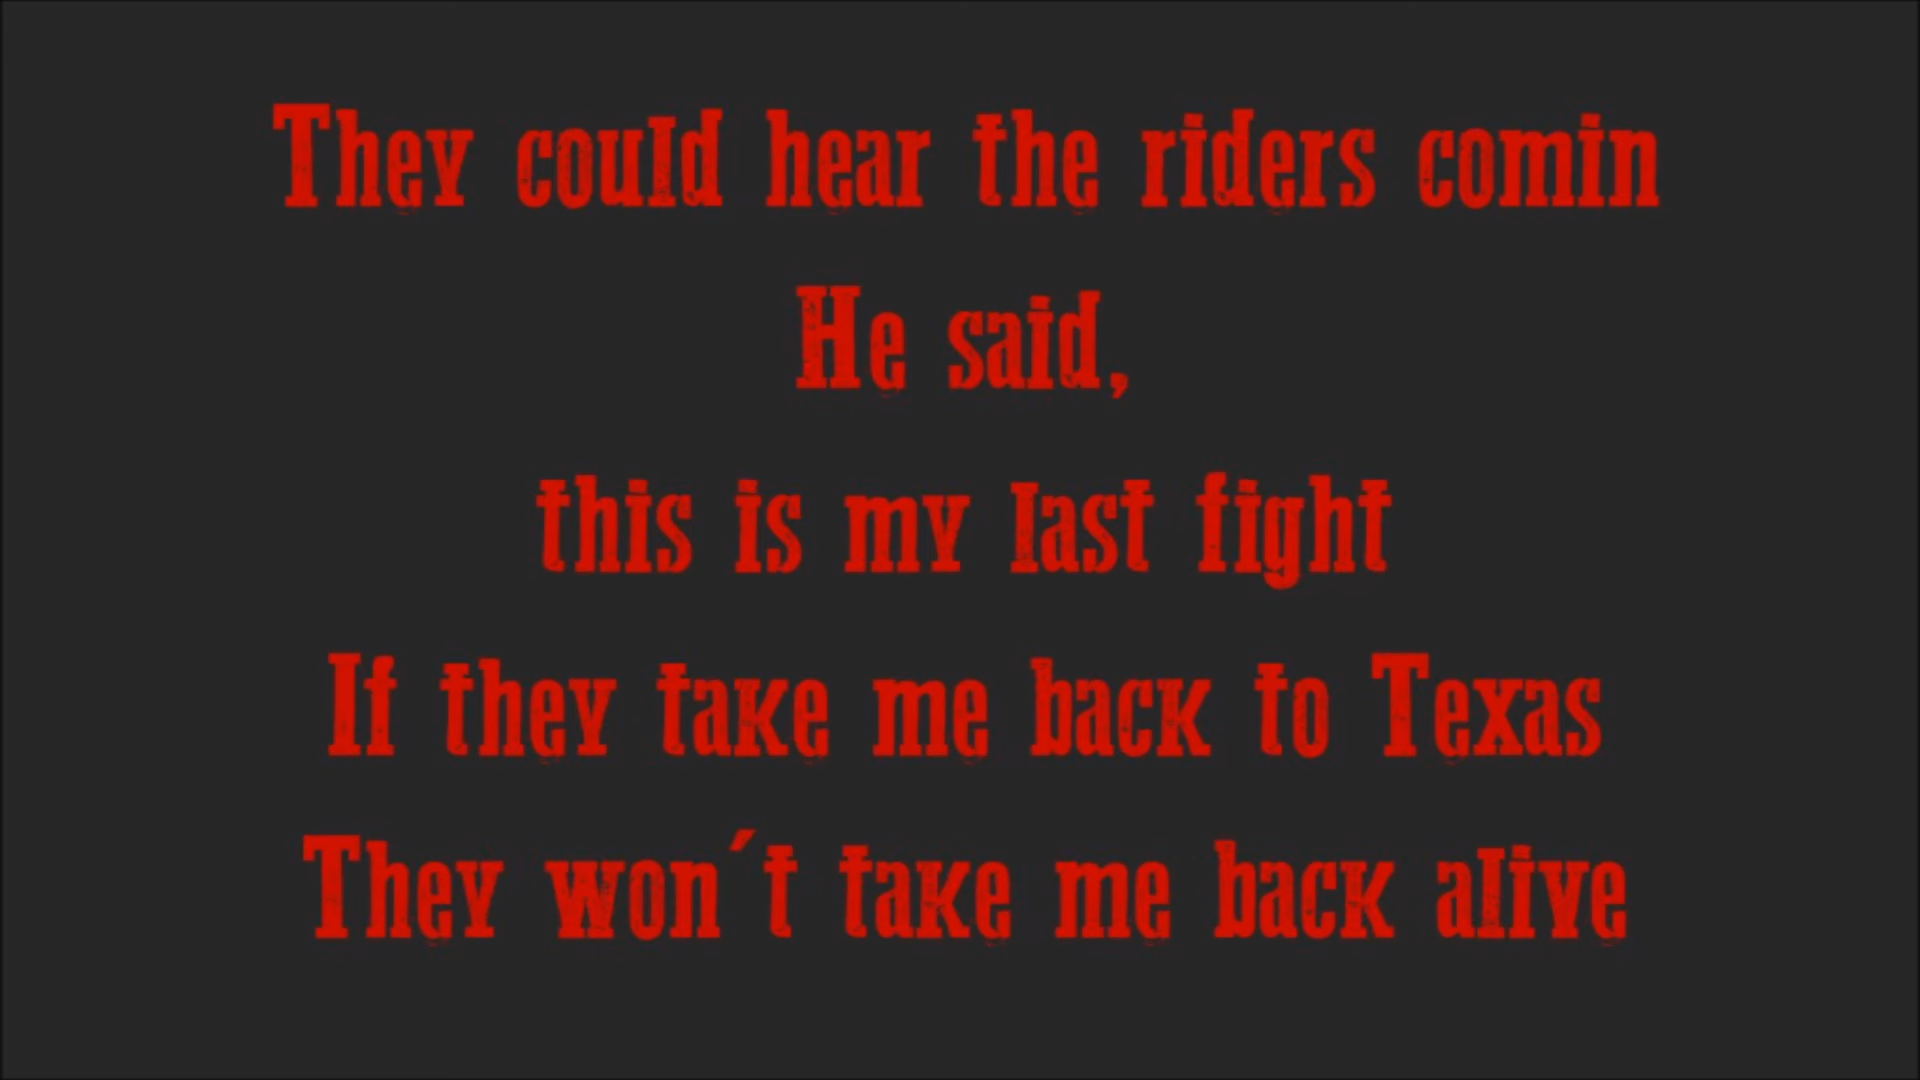 They could hear the riders comin
He said,
this is my last fight
If they take me back to Texas
They won´t take me back alive